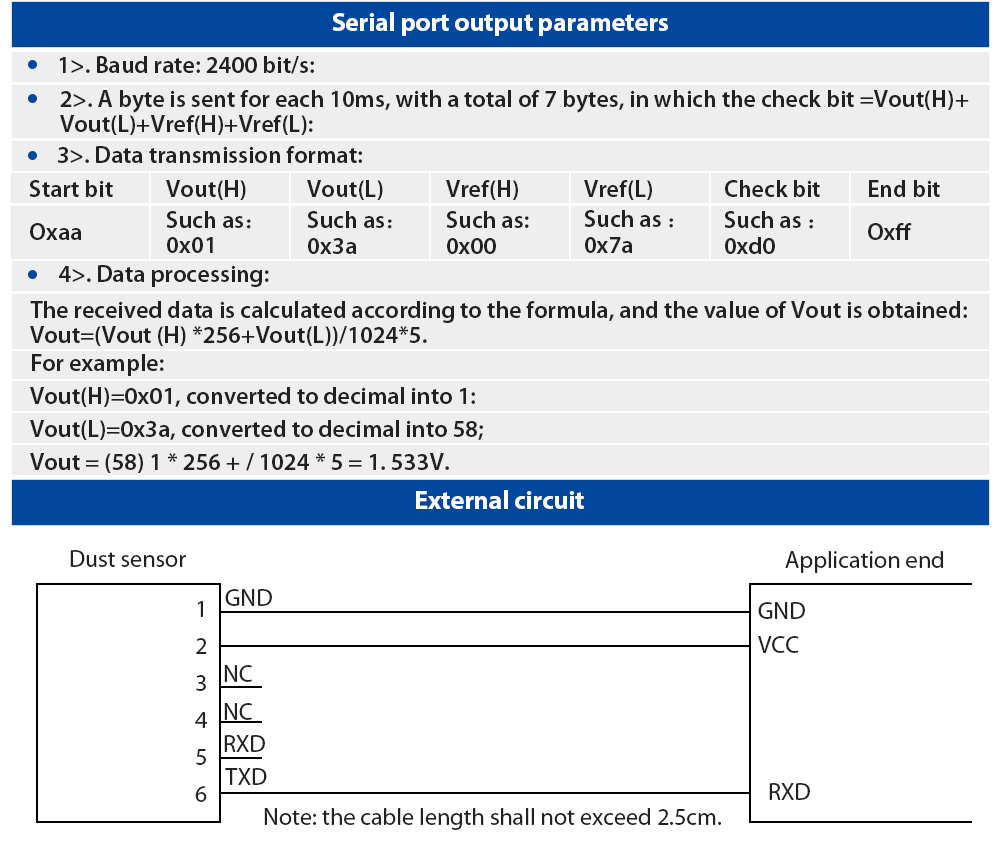 Serial port output parameters
• 1>. Baud rate: 2400 bit/s:
• 2>. A byte is sent for each 10ms, with a total of 7 bytes, in which the check bit =Vout(H)+
Vout(L)+Vref(H)+Vref(L):
• 3>. Data transmission format:
Start bit Vout(H) Vout(L) Vref(H) Vref(L) Check bit End bit
Oxaa Such as: 0x01 Such as: 0x3a Such as: 0x00 Such as : 0x7a Such as : 0xd0 Oxff
• 4>. Data processing:
The received data is calculated according to the formula, and the value of Vout is obtained:
Vout=(Vout (H) *256+Vout(L))/1024*5.
For example:
Vout(H)=0x01, converted to decimal into 1:
Vout(L)=0x3a, converted to decimal into 58;
Vout = (58) 1 * 256 + / 1024 * 5 = 1. 533V.
External circuit
Dust sensor
Application end
1 GND
GND
2
VCC
3 NC
4 NC
5 RXD
6 TXD
RXD
Note: the cable length shall not exceed 2.5cm.